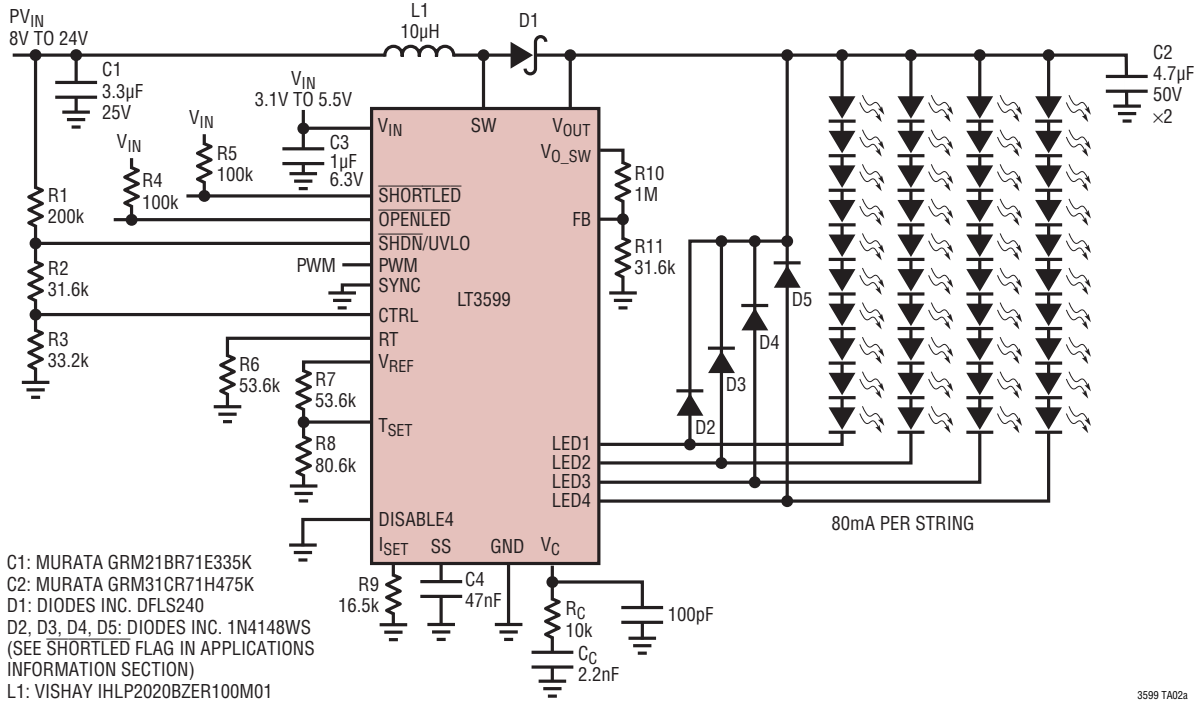 PVIN
8V TO 24V
C1
3.3µF
25V
L1
10µH
D1
C2
4.7µF
50V
×2
VIN
3.1V TO 5.5V
C3
1µF
6.3V
VIN
R5
100k
VIN
R4
100k
R1
200k
R2
31.6k
R3
33.2k
PWM
R6
53.6k
R7
53.6k
R8
80.6k
VIN
SW
VOUT
VO_SW
SHORTLED
OPENLED
SHDN/UVLO
PWM
SYNC
CTRL
RT
VREF
TSET
DISABLE4
ISET
SS
GND
VC
LT3599
FB
LED1
LED2
LED3
LED4
R10
1M
R11
31.6k
D5
D4
D3
D2
80mA PER STRING
R9
16.5k
C4
47nF
RC
10k
CC
2.2nF
100pF
C1: MURATA GRM21BR71E335K
C2: MURATA GRM31CR71H475K
D1: DIODES INC. DFLS240
D2, D3, D4, D5: DIODES INC. 1N4148WS
(SEE SHORTLED FLAG IN APPLICATIONS
INFORMATION SECTION)
L1: VISHAY IHLP2020BZER100M01
3599 TA02a